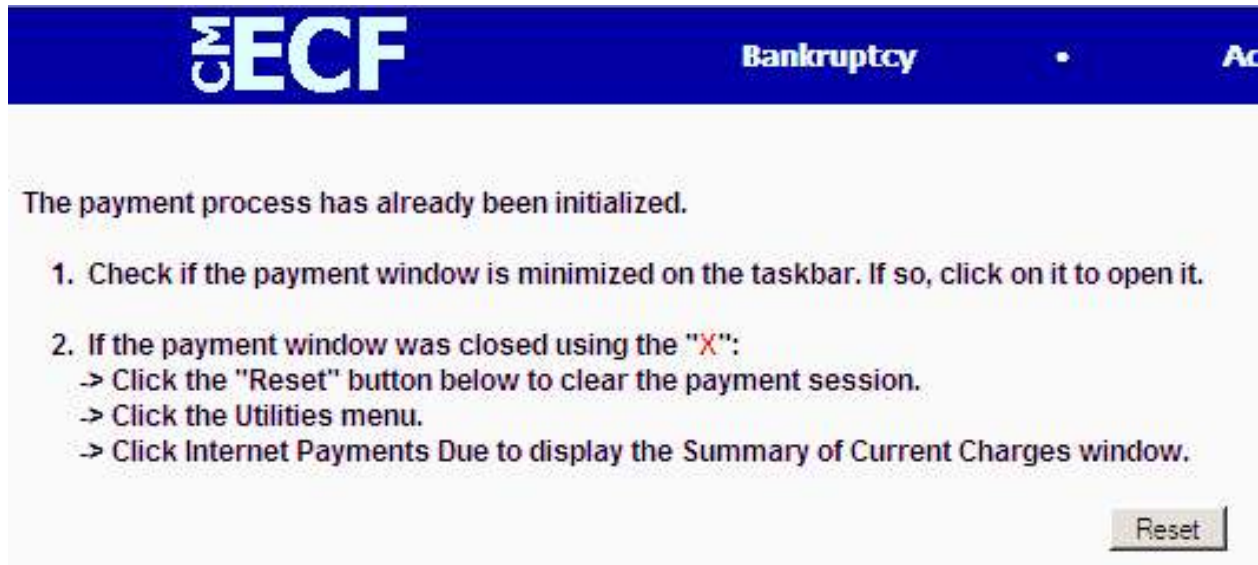 CM ECF Bankruptcy • Ac
The payment process has already been initialized.
1. Check if the payment window is minimized on the taskbar. If so, click on it to open it.
2. If the payment window was closed using the "X":
-> Click the "Reset" button below to clear the payment session.
-> Click the Utilities menu.
-> Click Internet Payments Due to display the Summary of Current Charges window.
Reset